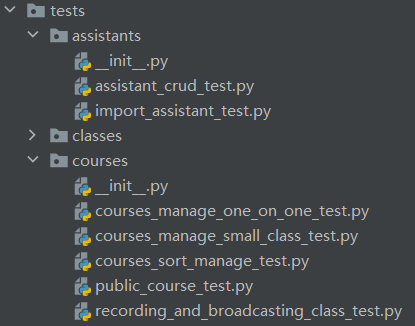 tests
assistants
__init__.py
assistant_crud_test.py
import_assistant_test.py
classes
courses
__init__.py
courses_manage_one_on_one_test.py
courses_manage_small_class_test.py
courses_sort_manage_test.py
public_course_test.py
recording_and_broadcasting_class_test.py